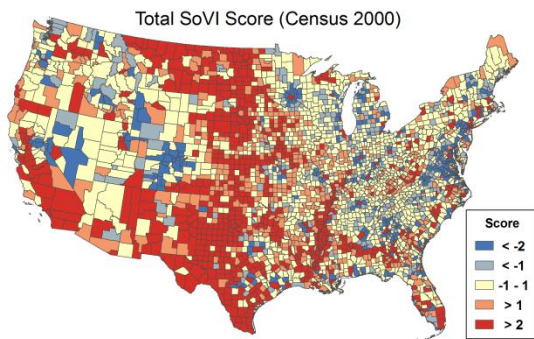 Total SoVI Score (Census 2000)
Score
< -2
< -1
-1 - 1
> 1
> 2